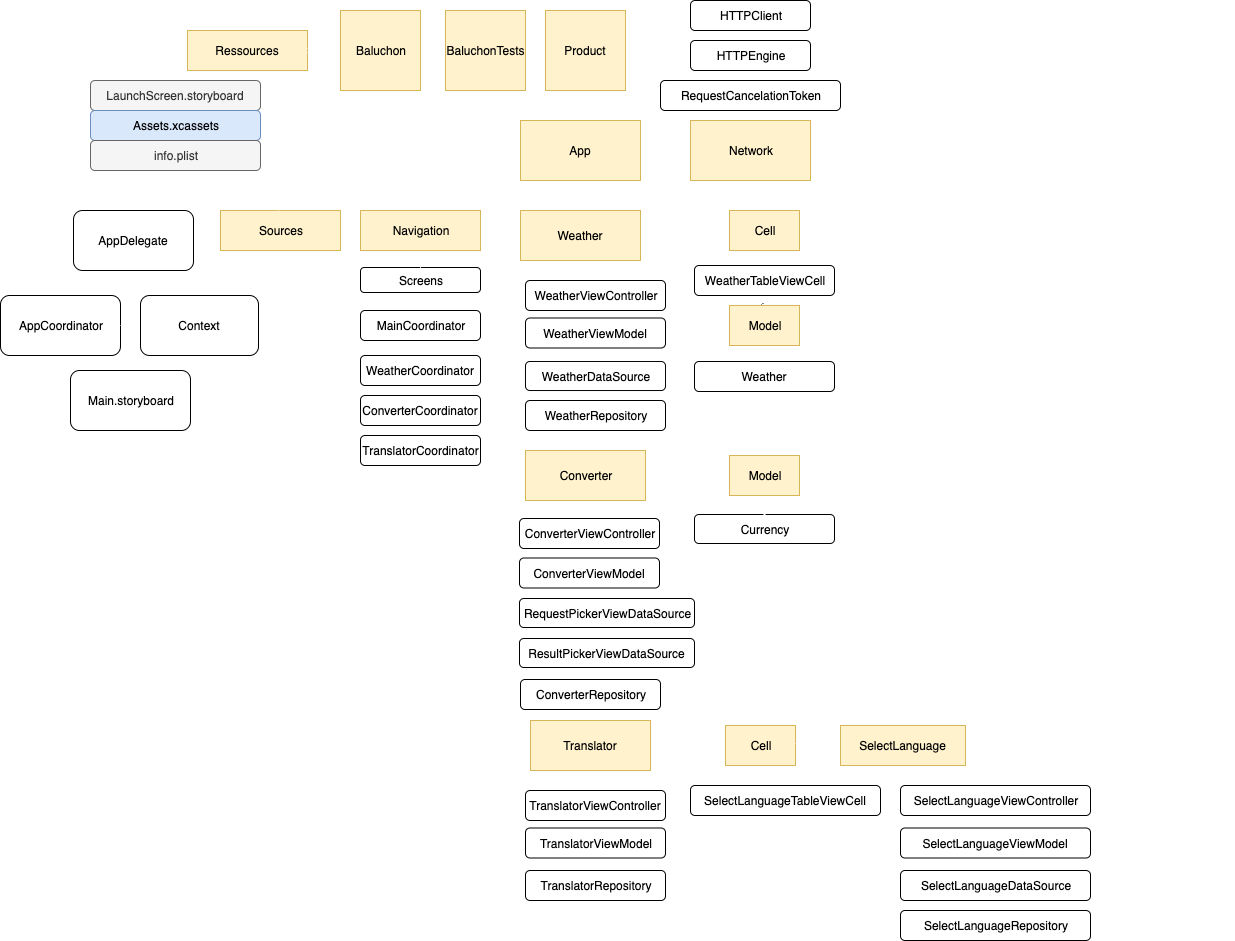 HTTPClient
Ressources
Baluchon
BaluchonTests
Product
HTTPEngine
LaunchScreen.storyboard
RequestCancelationToken
Assets.xcassets
info.plist
App
Network
AppDelegate
Sources
Navigation
Weather
Cell
Screens
WeatherViewController
WeatherTableViewCell
AppCoordinator
Context
MainCoordinator
WeatherViewModel
Model
WeatherCoordinator
WeatherDataSource
Weather
Main.storyboard
ConverterCoordinator
WeatherRepository
TranslatorCoordinator
Converter
Model
ConverterViewController
Currency
ConverterViewModel
RequestPickerViewDataSource
ResultPickerViewDataSource
ConverterRepository
Translator
Cell
SelectLanguage
TranslatorViewController
SelectLanguageTableViewCell
SelectLanguageViewController
TranslatorViewModel
SelectLanguageViewModel
TranslatorRepository
SelectLanguageDataSource
SelectLanguageRepository